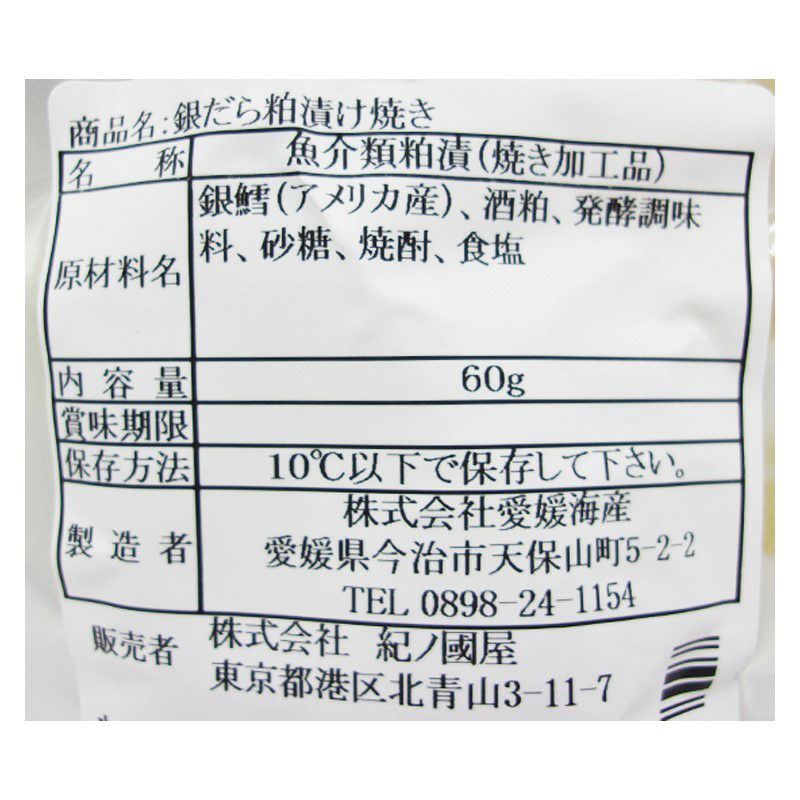 商品名:銀だら粕漬け焼き
名　称 魚介類粕漬(焼き加工品)
原材料名 銀鱈(アメリカ産)、酒粕、発酵調味
料、砂糖、焼酎、食塩
内容量 60g
賞味期限
保存方法 10℃以下で保存して下さい。
製造者 株式会社愛媛海産
愛媛県今治市天保山町5-2-2
TEL 0898-24-1154
販売者 株式会社 紀ノ國屋
東京都港区北青山3-11-7